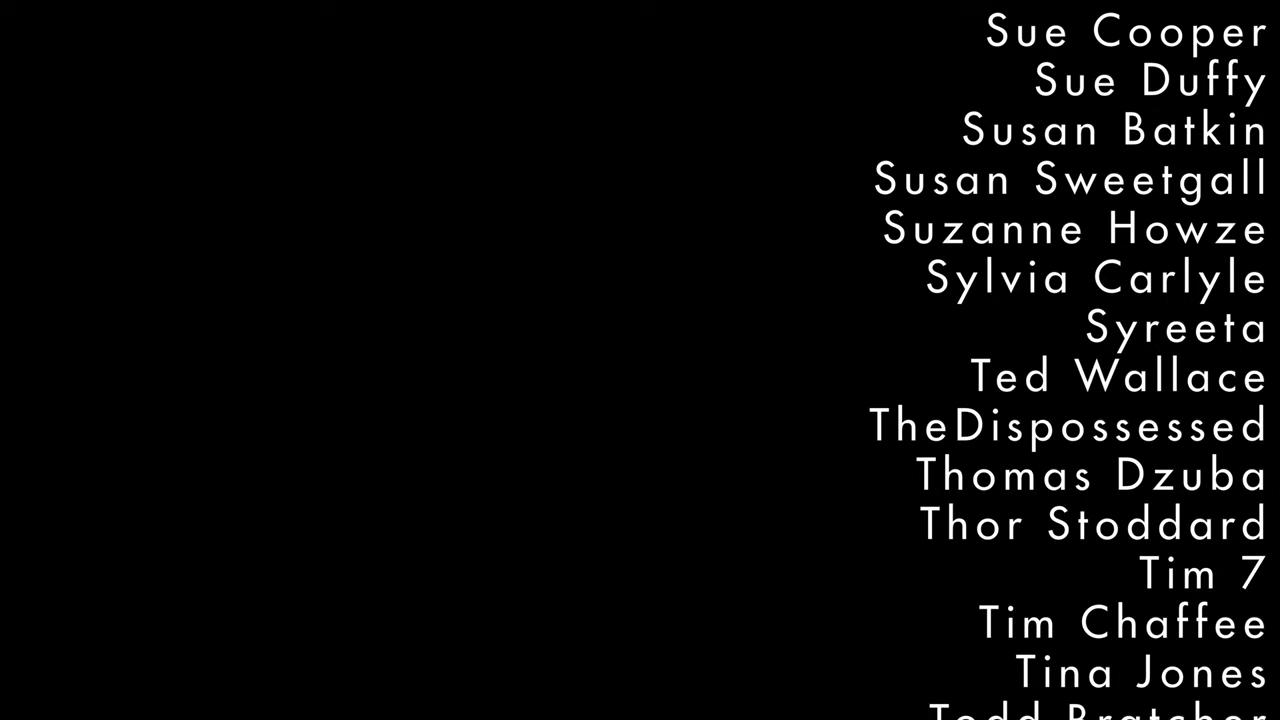 Sue Cooper
Sue Duffy
Susan Batkin
Susan Sweetgall
Suzanne Howze
Sylvia Carlyle
Syreeta
Ted Wallace
TheDispossessed
Thomas Dzuba
Thor Stoddard
Tim 7
Tim Chaffee
Tina Jones
Todd